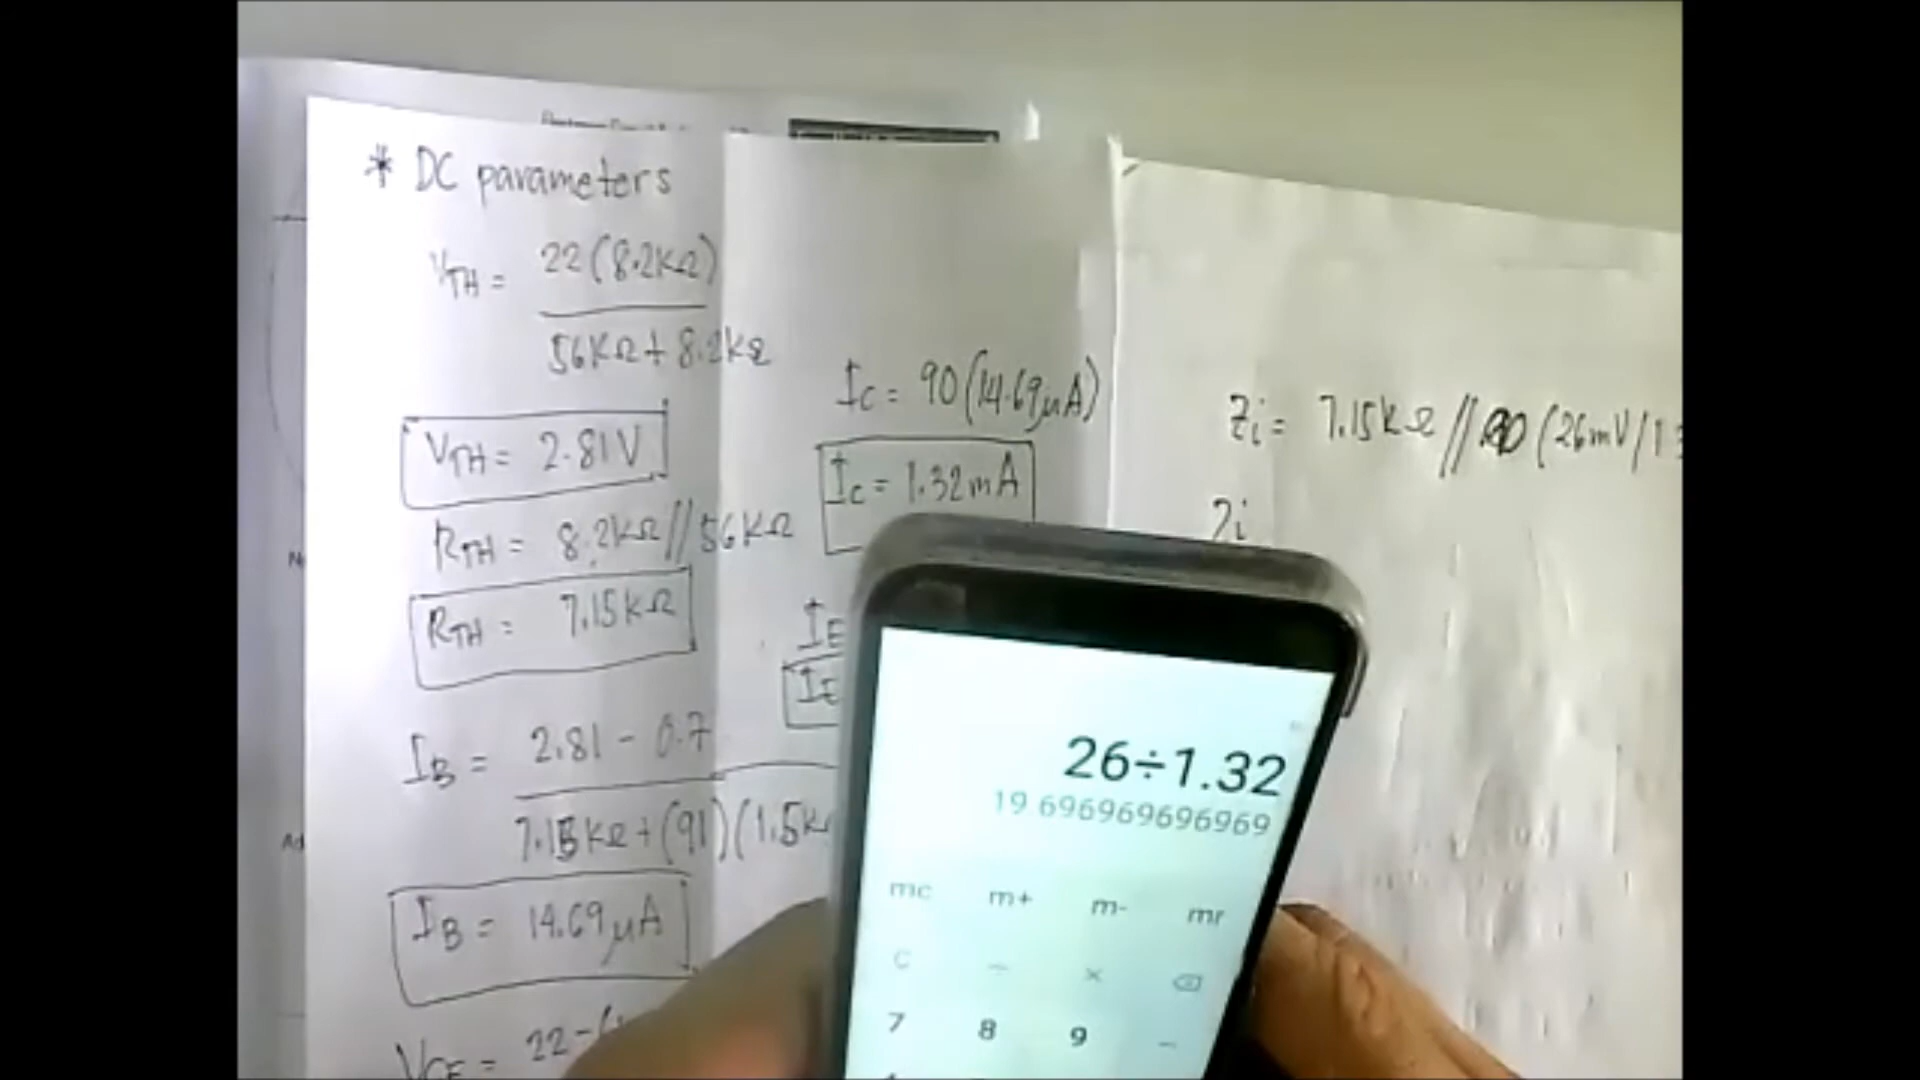 * DC parameters
VTH = 22(8.2KΩ)
56KΩ + 8.2KΩ
VTH = 2.81V
RTH = 8.2KΩ//56KΩ
RTH = 7.15KΩ
IB = 2.81 - 0.7
7.15KΩ + (91)(1.5K
IB = 14.69µA
VCE = 22-(
IC = 90(14.69µA)
IC = 1.32mA
IE
IE
Zi = 7.15KΩ//90(26mV/1.3
Zi
26÷1.32
19.696969696969
mc m+ m- mr
C ÷ × ⌫
7 8 9 −